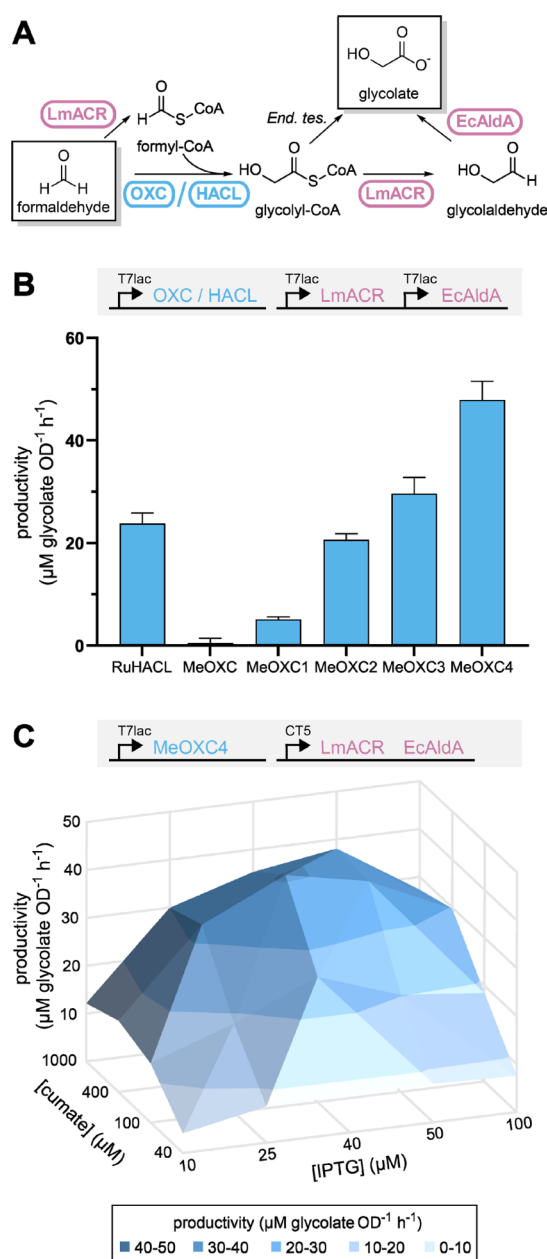 A
HO
O
O-
glycolate
LmACR
O
H
S
CoA
formyl-CoA
End. tes.
EcAldA
O
H
H
formaldehyde
OXC / HACL
HO
O
S
CoA
glycolyl-CoA
LmACR
HO
O
H
glycolaldehyde
B
T7lac
OXC / HACL
T7lac
LmACR
T7lac
EcAldA
productivity
(µM glycolate OD-1 h-1)
60
40
20
0
RuHACL MeOXC MeOXC1 MeOXC2 MeOXC3 MeOXC4
C
T7lac
MeOXC4
CT5
LmACR EcAldA
productivity
(µM glycolate OD-1 h-1)
50
40
30
20
10
1000
400
100
40
[cumate] (µM)
10
25
40
50
100
[IPTG] (µM)
productivity (µM glycolate OD-1 h-1)
40-50 30-40 20-30 10-20 0-10